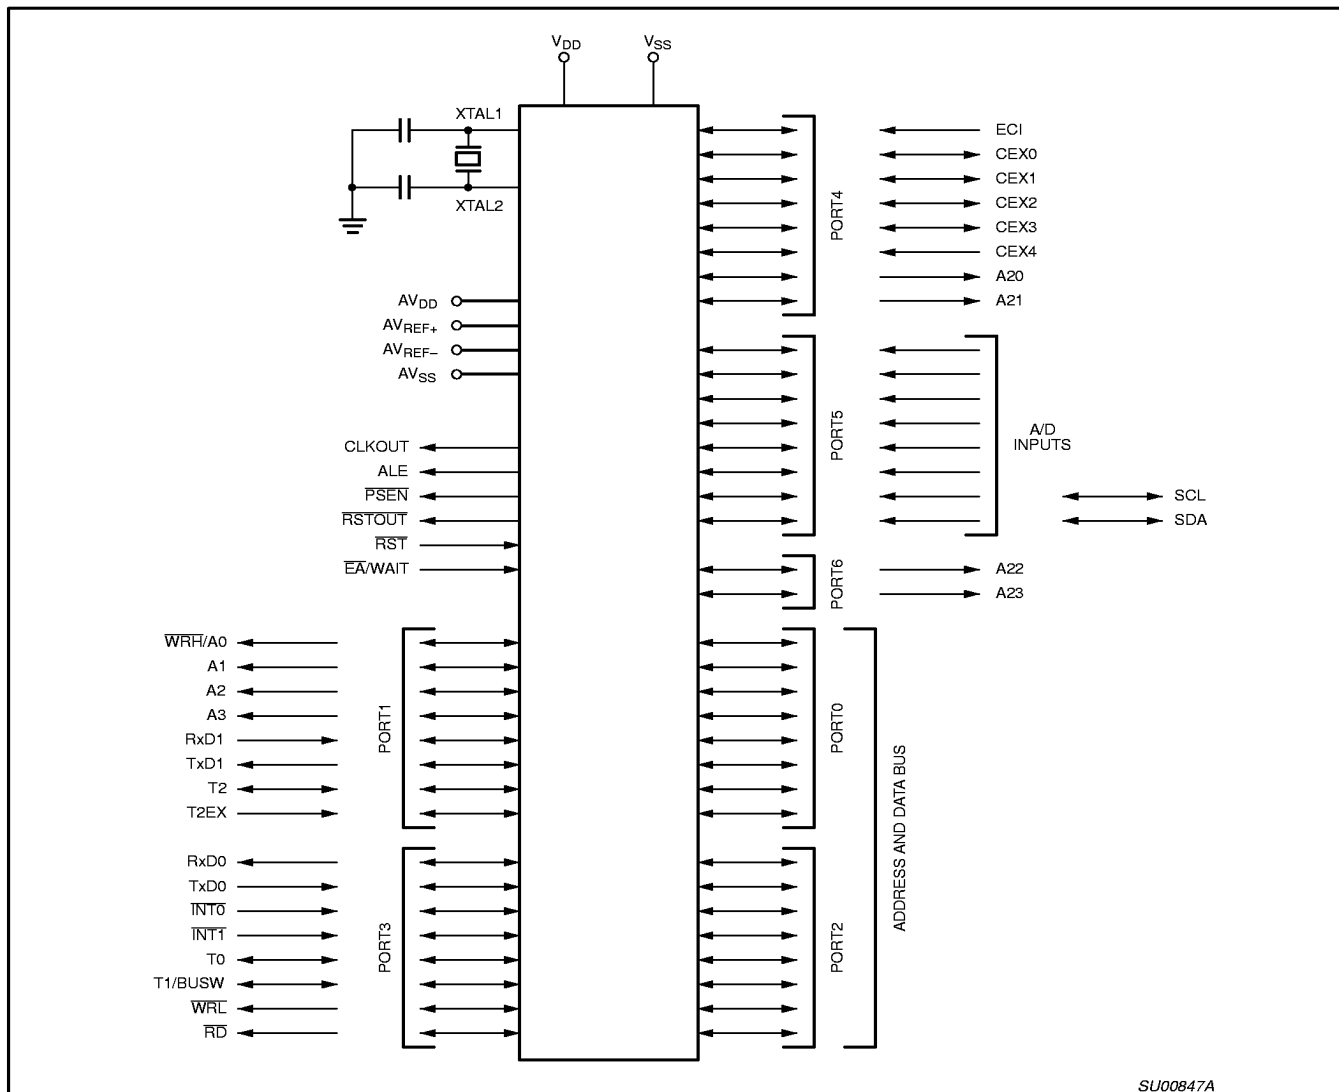 VDD VSS
XTAL1
XTAL2
AVDD
AVREF+
AVREF–
AVSS
CLKOUT
ALE
PSEN
RSTOUT
RST
EA/WAIT
WRH/A0
A1
A2
A3
RxD1
TxD1
T2
T2EX
PORT1
RxD0
TxD0
INT0
INT1
T0
T1/BUSW
WRL
RD
PORT3
PORT4
ECI
CEX0
CEX1
CEX2
CEX3
CEX4
A20
A21
PORT5
A/D
INPUTS
SCL
SDA
PORT6
A22
A23
PORT0
PORT2
ADDRESS AND DATA BUS
SU00847A